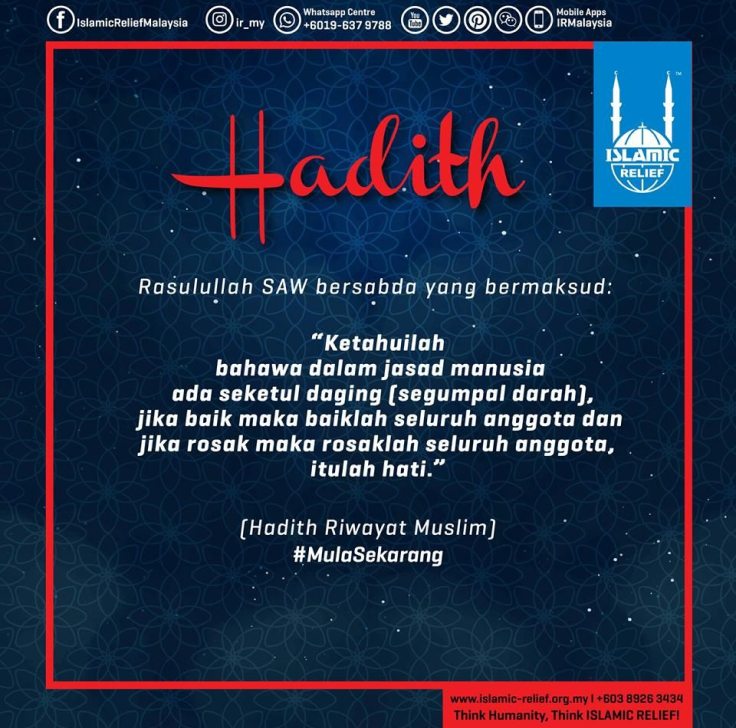 IslamicReliefMalaysia
ir_my
Whatsapp Centre
+6019-637 9788
You
Tube
Mobile Apps
IRMalaysia
TM
ISLAMIC
RELIEF
Hadith
Rasulullah SAW bersabda yang bermaksud:
“Ketahuilah
bahawa dalam jasad manusia
ada seketul daging (segumpal darah),
jika baik maka baiklah seluruh anggota dan
jika rosak maka rosaklah seluruh anggota,
itulah hati.”
(Hadith Riwayat Muslim)
#MulaSekarang
www.islamic-relief.org.my | +603 8926 3434
Think Humanity, Think ISLAMIC RELIEF!